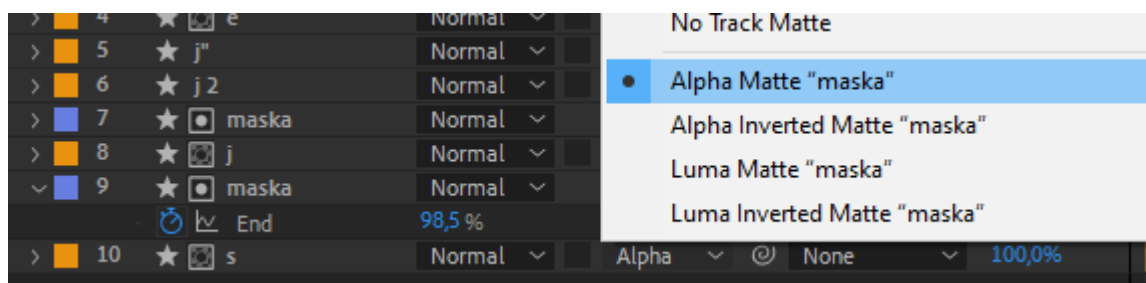 4 e Normal No Track Matte
5 j" Normal
6 j 2 Normal Alpha Matte “maska”
7 maska Normal Alpha Inverted Matte “maska”
8 j Normal Luma Matte “maska”
9 maska Normal Luma Inverted Matte “maska”
End 98,5 %
10 s Normal Alpha None 100,0%